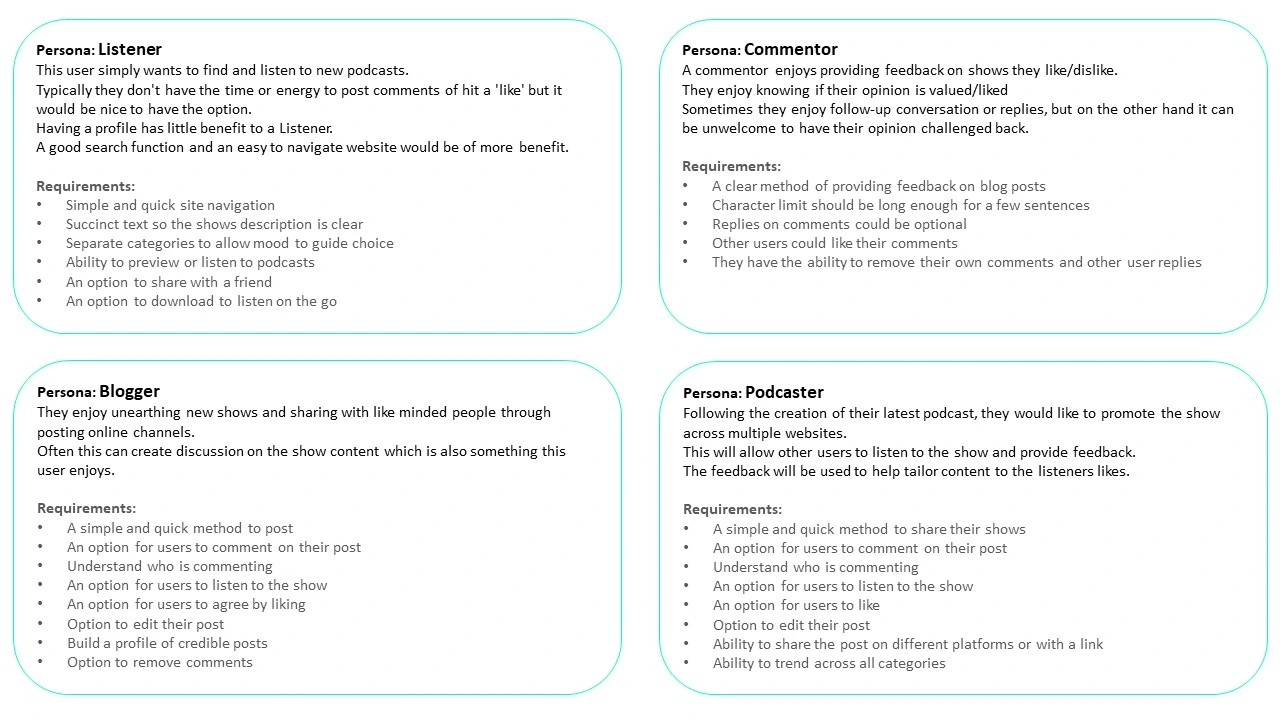 Persona: Listener
This user simply wants to find and listen to new podcasts.
Typically they don't have the time or energy to post comments of hit a 'like' but it
would be nice to have the option.
Having a profile has little benefit to a Listener.
A good search function and an easy to navigate website would be of more benefit.
Requirements:
• Simple and quick site navigation
• Succinct text so the shows description is clear
• Separate categories to allow mood to guide choice
• Ability to preview or listen to podcasts
• An option to share with a friend
• An option to download to listen on the go
Persona: Commentor
A commentor enjoys providing feedback on shows they like/dislike.
They enjoy knowing if their opinion is valued/liked
Sometimes they enjoy follow-up conversation or replies, but on the other hand it can
be unwelcome to have their opinion challenged back.
Requirements:
• A clear method of providing feedback on blog posts
• Character limit should be long enough for a few sentences
• Replies on comments could be optional
• Other users could like their comments
• They have the ability to remove their own comments and other user replies
Persona: Blogger
They enjoy unearthing new shows and sharing with like minded people through
posting online channels.
Often this can create discussion on the show content which is also something this
user enjoys.
Requirements:
• A simple and quick method to post
• An option for users to comment on their post
• Understand who is commenting
• An option for users to listen to the show
• An option for users to agree by liking
• Option to edit their post
• Build a profile of credible posts
• Option to remove comments
Persona: Podcaster
Following the creation of their latest podcast, they would like to promote the show
across multiple websites.
This will allow other users to listen to the show and provide feedback.
The feedback will be used to help tailor content to the listeners likes.
Requirements:
• A simple and quick method to share their shows
• An option for users to comment on their post
• Understand who is commenting
• An option for users to listen to the show
• An option for users to like
• Option to edit their post
• Ability to share the post on different platforms or with a link
• Ability to trend across all categories